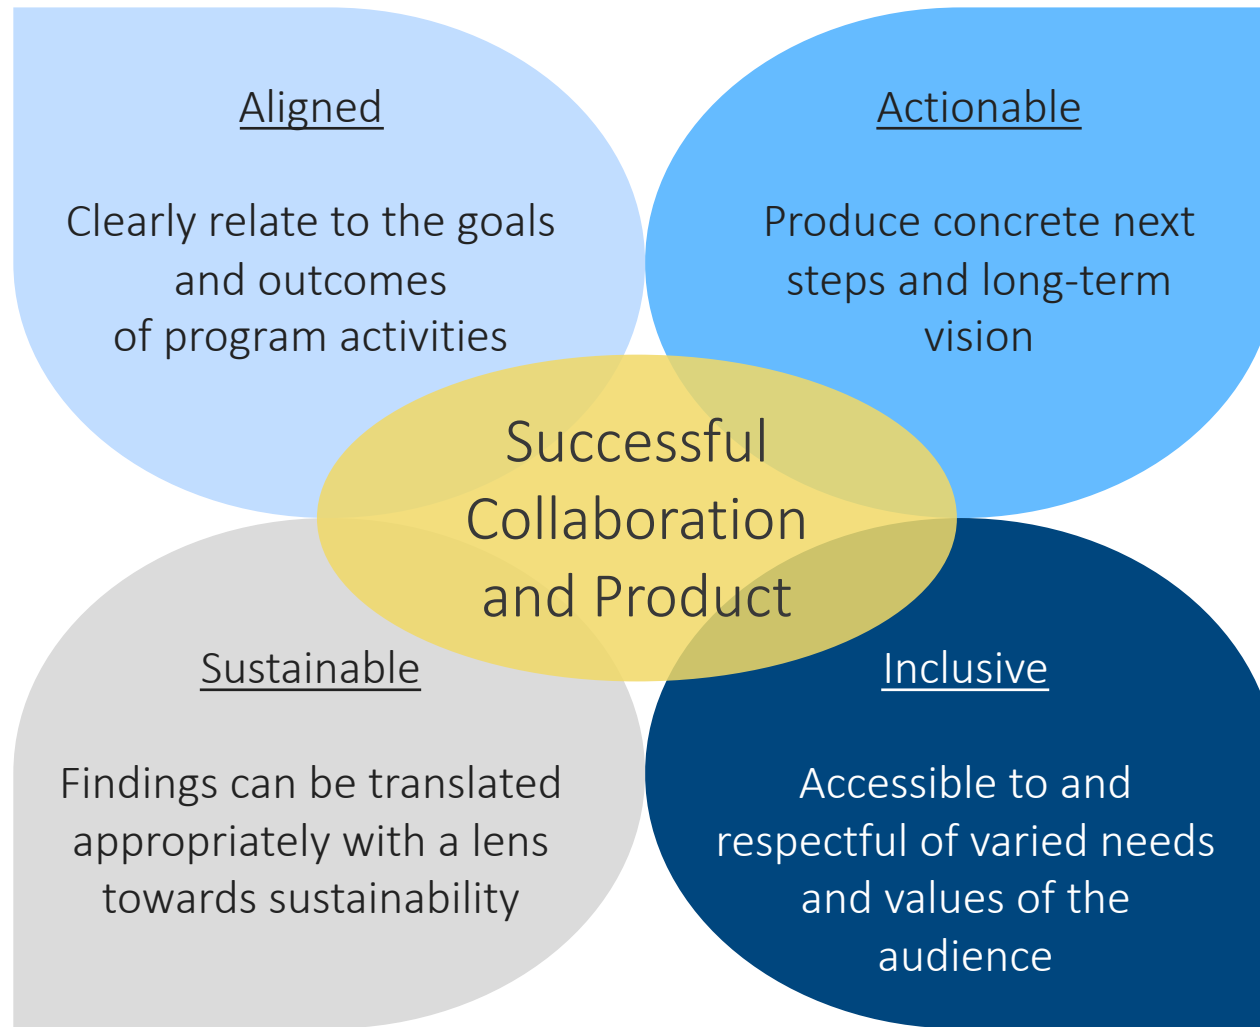 Aligned
Clearly relate to the goals
and outcomes
of program activities
Actionable
Produce concrete next
steps and long-term
vision
Successful
Collaboration
and Product
Sustainable
Findings can be translated
appropriately with a lens
towards sustainability
Inclusive
Accessible to and
respectful of varied needs
and values of the
audience